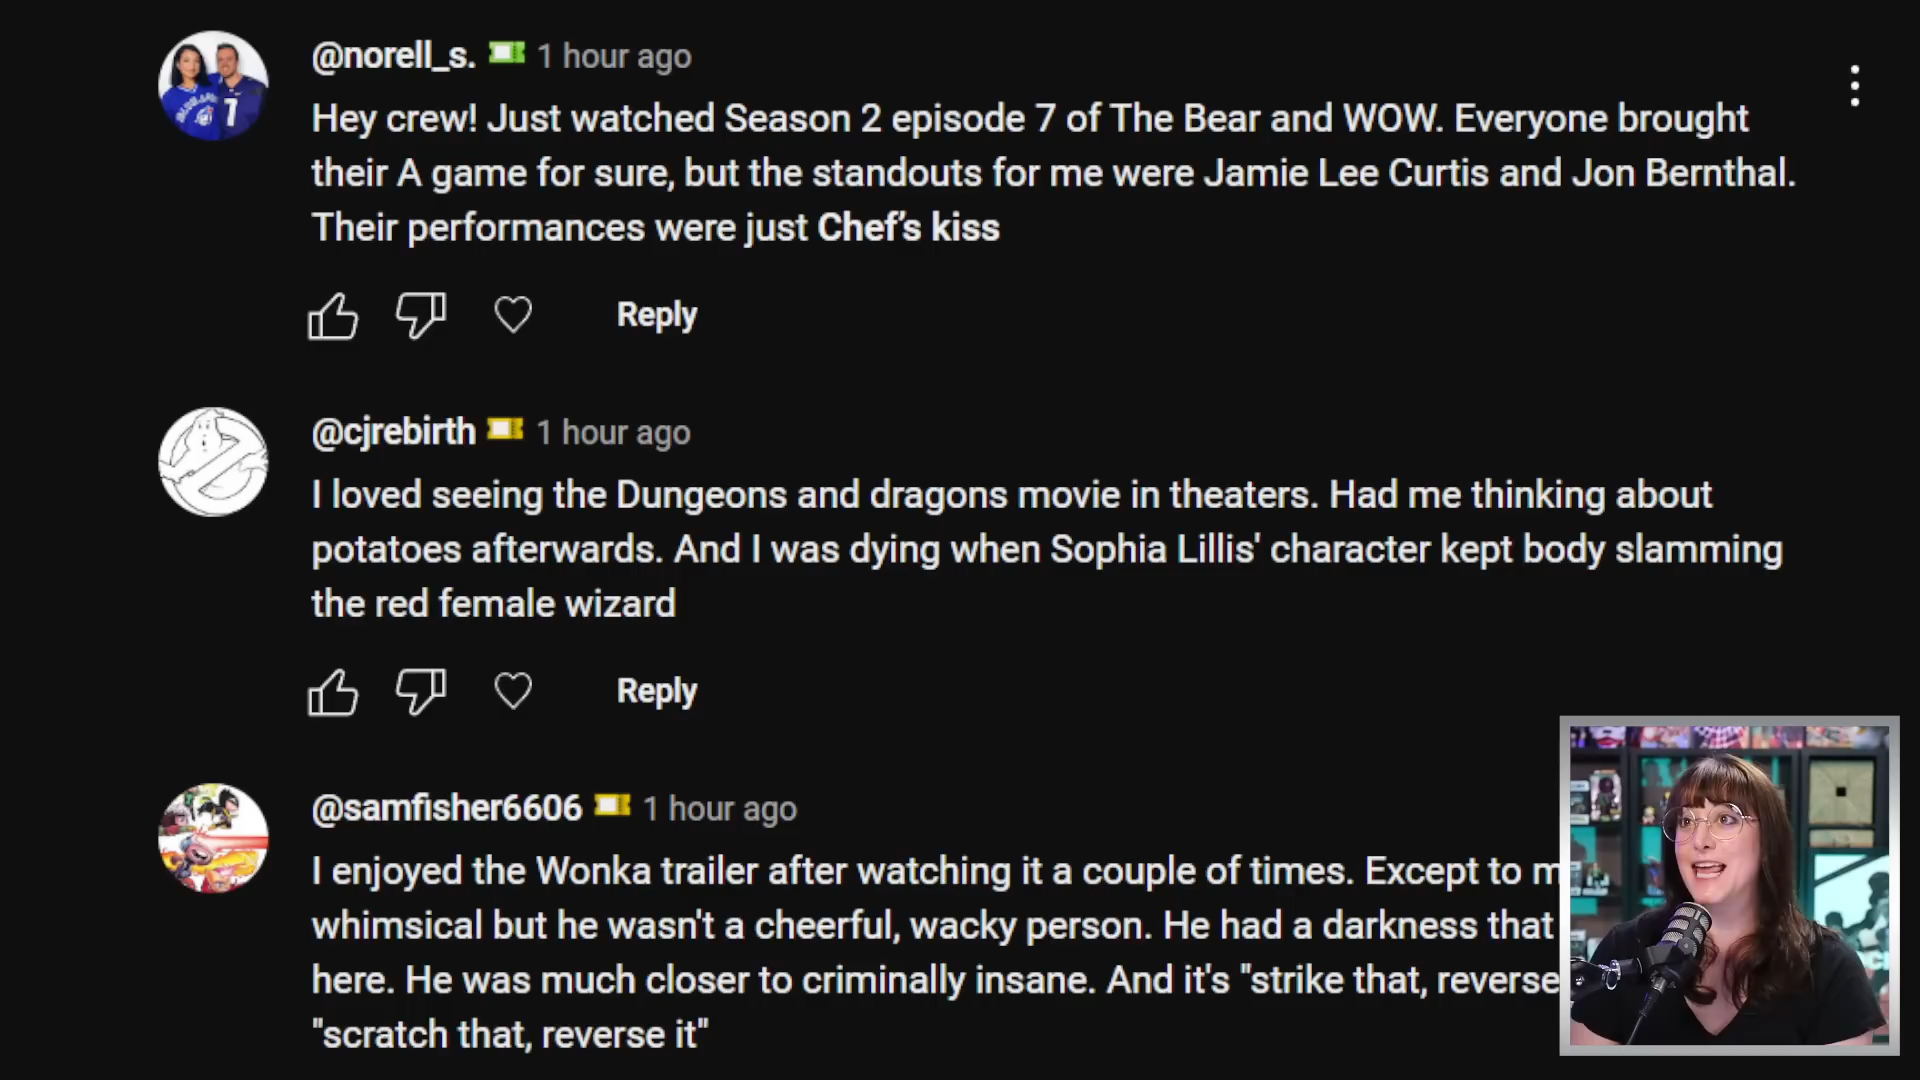 @norell_s. 1 hour ago
Hey crew! Just watched Season 2 episode 7 of The Bear and WOW. Everyone brought
their A game for sure, but the standouts for me were Jamie Lee Curtis and Jon Bernthal.
Their performances were just Chef's kiss
Reply
@cjrebirth 1 hour ago
I loved seeing the Dungeons and dragons movie in theaters. Had me thinking about
potatoes afterwards. And I was dying when Sophia Lillis' character kept body slamming
the red female wizard
Reply
@samfisher6606 1 hour ago
I enjoyed the Wonka trailer after watching it a couple of times. Except to
whimsical but he wasn't a cheerful, wacky person. He had a darkness that
here. He was much closer to criminally insane. And it's "strike that, reverse
"scratch that, reverse it"